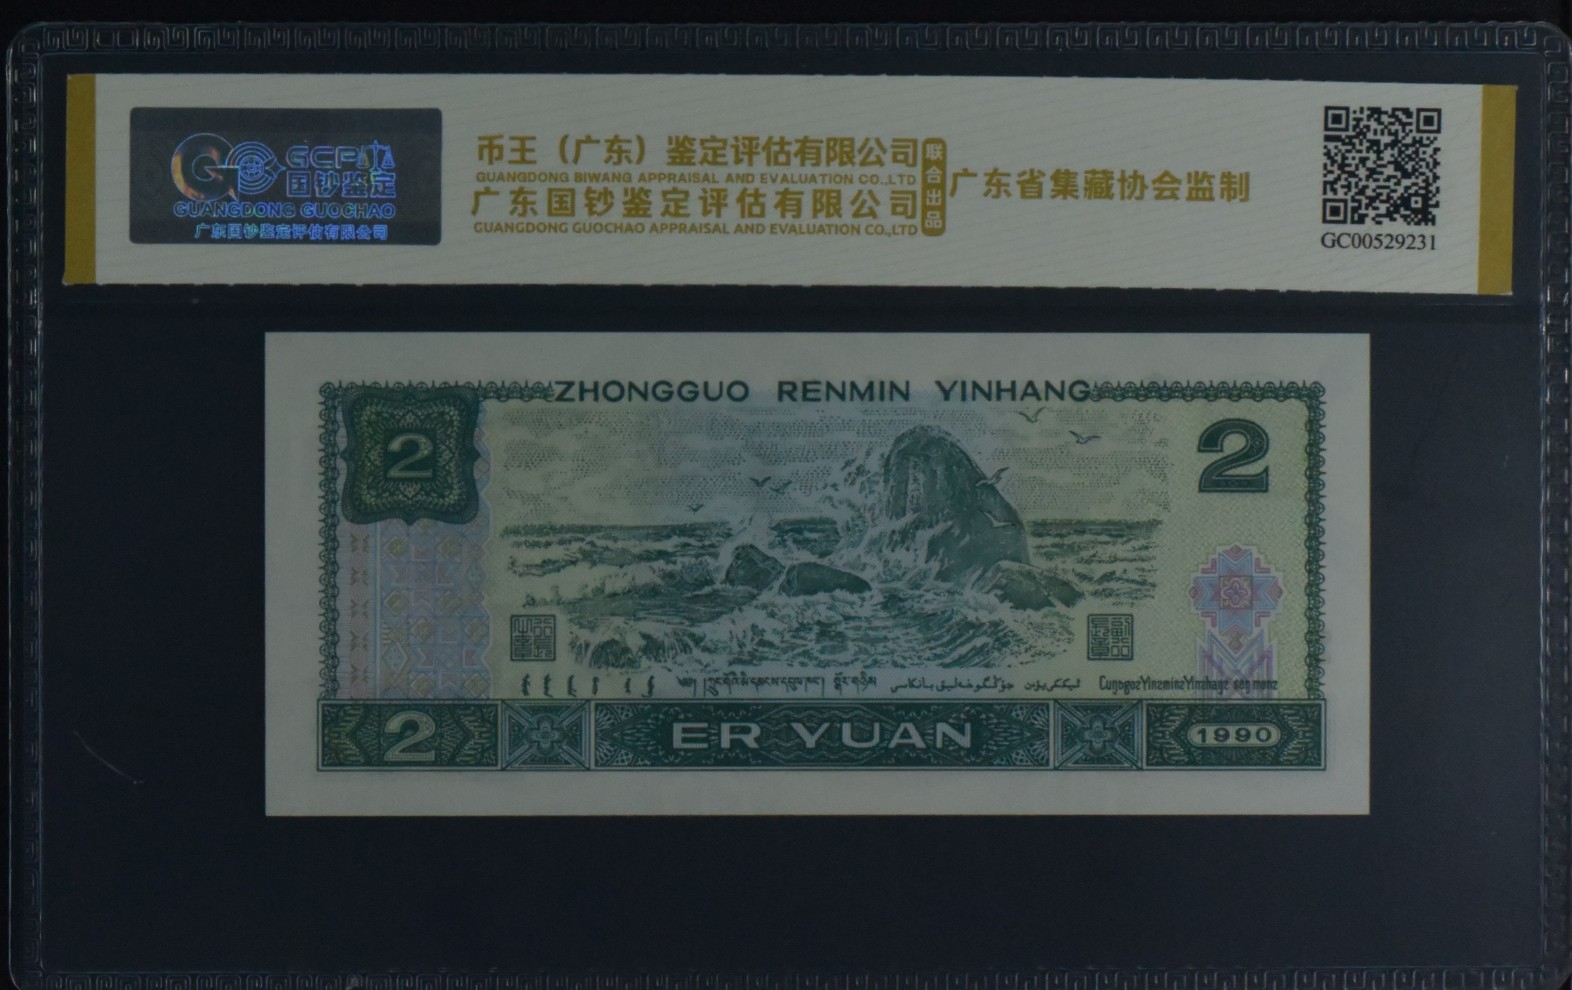 GCP
国钞鉴定
GUANGDONG GUOCHAO
广东国钞鉴定评估有限公司
币王（广东）鉴定评估有限公司
GUANGDONG BIWANG APPRAISAL AND EVALUATION CO.,LTD
广东国钞鉴定评估有限公司
GUANGDONG GUOCHAO APPRAISAL AND EVALUATION CO.,LTD
联合出品
广东省集藏协会监制
GC00529231
ZHONGGUO RENMIN YINHANG
2
2
CuŋgozYinzminzYinzhangz song monz
2
ER YUAN
1990